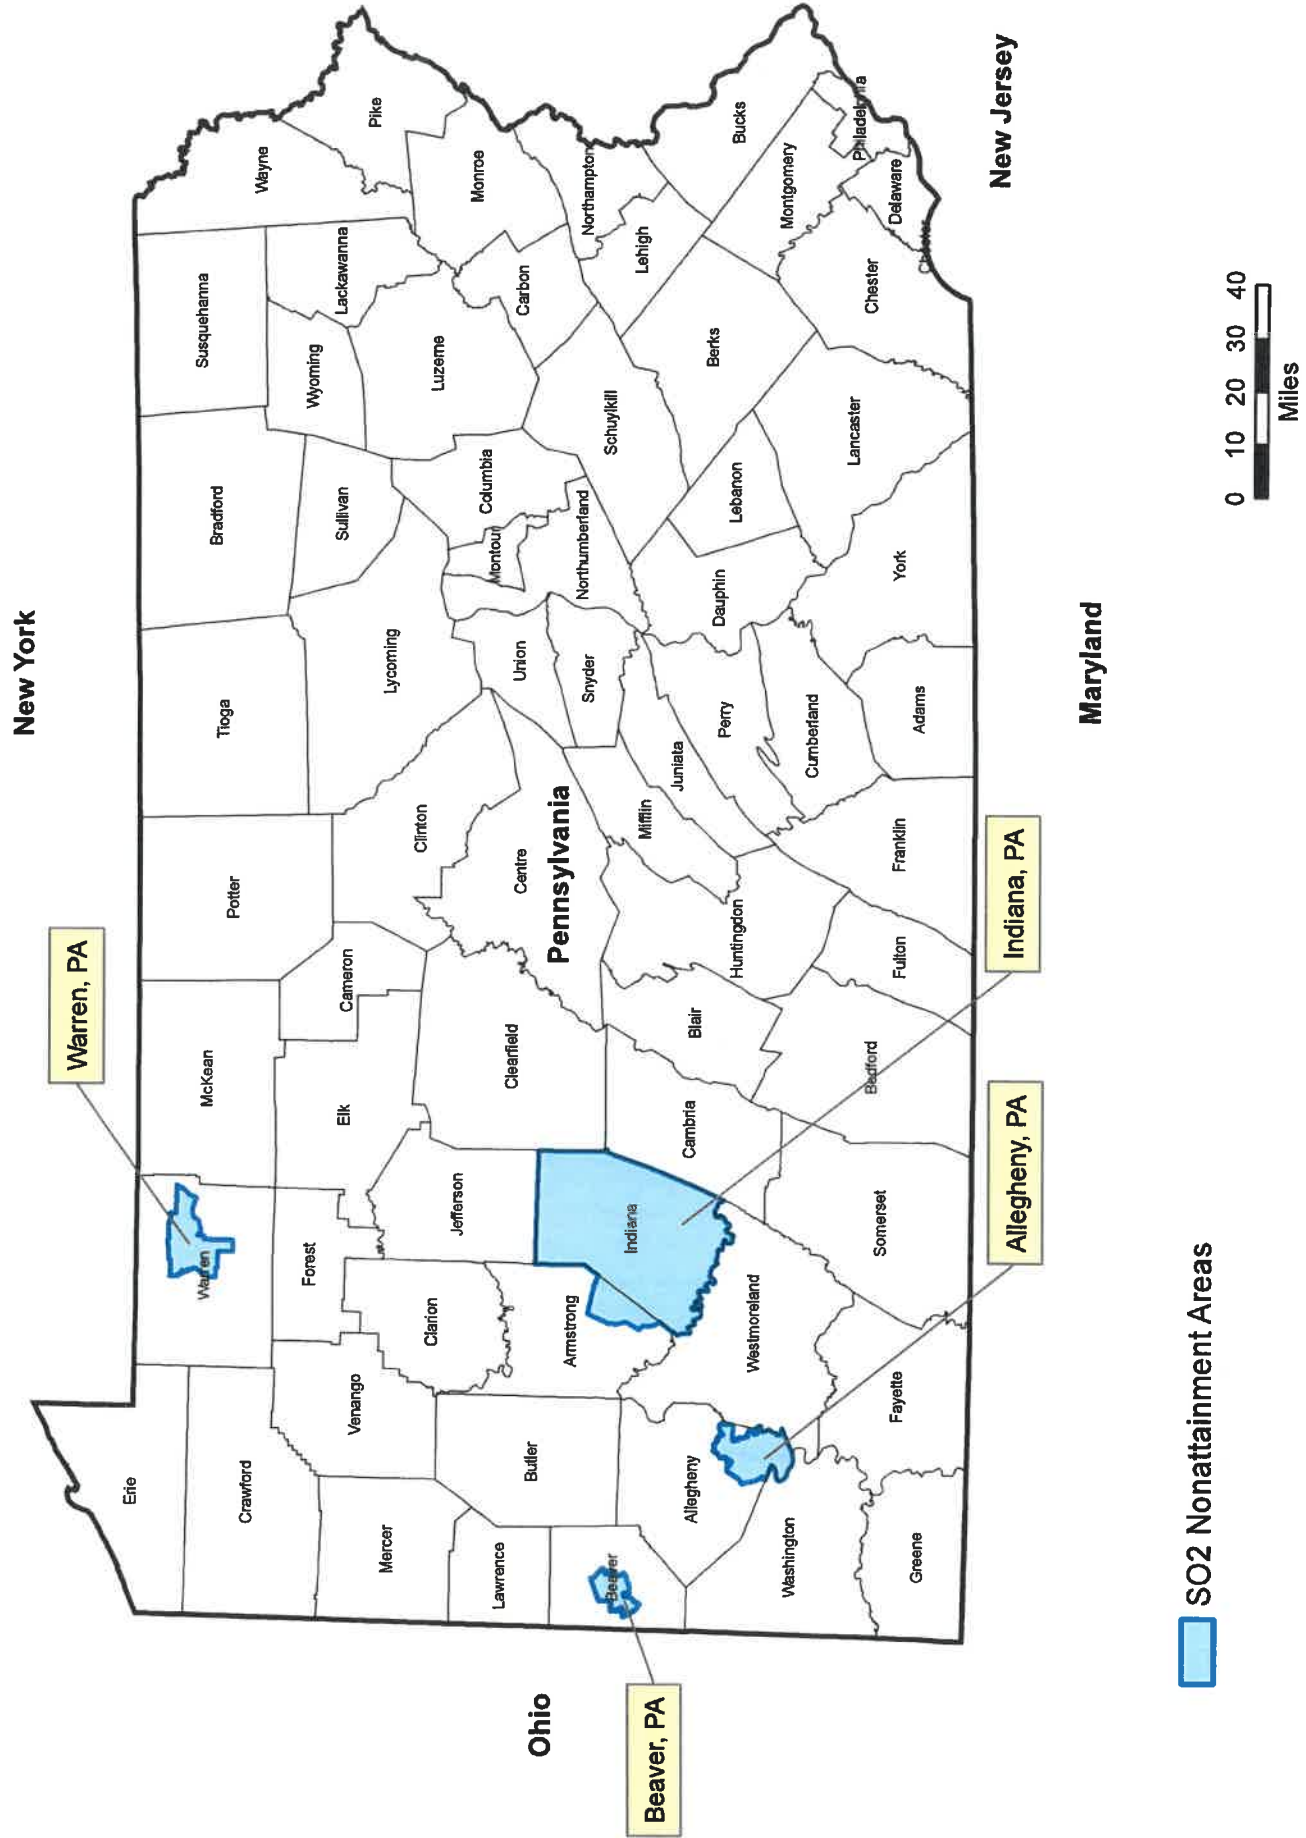 New York
Warren, PA
Erie
Crawford
Warren
McKean
Potter
Tioga
Bradford
Susquehanna
Wayne
Mercer
Venango
Forest
Elk
Cameron
Clinton
Lycoming
Sullivan
Wyoming
Lackawanna
Pike
Lawrence
Butler
Clarion
Jefferson
Clearfield
Centre
Union
Montour
Columbia
Luzerne
Carbon
Monroe
Ohio
Pennsylvania
Beaver
Armstrong
Indiana
Snyder
Northumberland
Schuylkill
Northampton
Lehigh
Beaver, PA
Allegheny
Westmoreland
Cambria
Blair
Huntingdon
Mifflin
Juniata
Perry
Dauphin
Lebanon
Berks
Bucks
Montgomery
Philadelphia
Washington
Greene
Fayette
Somerset
Bedford
Fulton
Franklin
Cumberland
Adams
York
Lancaster
Chester
Delaware
Chester
New Jersey
Allegheny, PA
Indiana, PA
Maryland
SO2 Nonattainment Areas
0 10 20 30 40
Miles